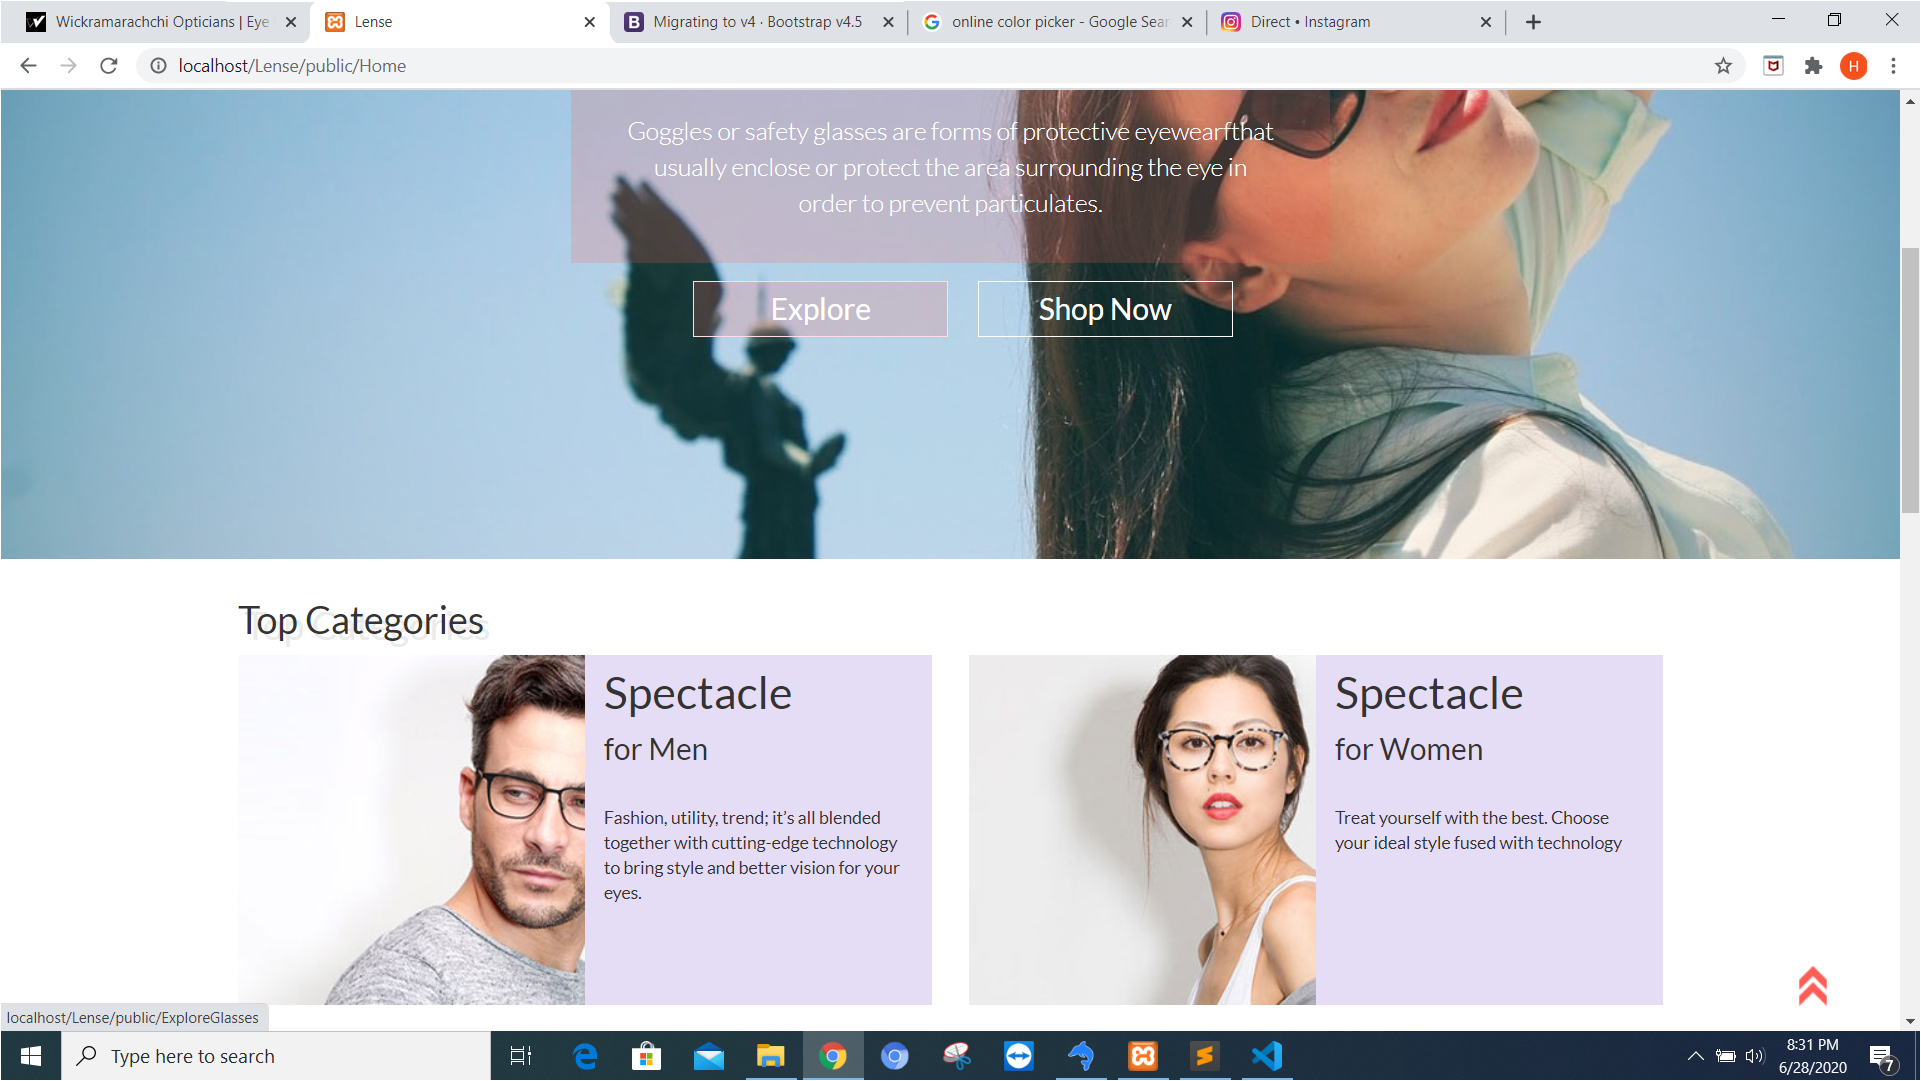 Wickramarachchi Opticians | Eye
Lense
Migrating to v4 · Bootstrap v4.5
online color picker - Google Sear
Direct • Instagram
localhost/Lense/public/Home
H
Goggles or safety glasses are forms of protective eyewearfthat
usually enclose or protect the area surrounding the eye in
order to prevent particulates.
Explore
Shop Now
Top Categories
Spectacle
for Men
Fashion, utility, trend; it’s all blended
together with cutting-edge technology
to bring style and better vision for your
eyes.
Spectacle
for Women
Treat yourself with the best. Choose
your ideal style fused with technology
localhost/Lense/public/ExploreGlasses
Type here to search
8:31 PM
6/28/2020
7